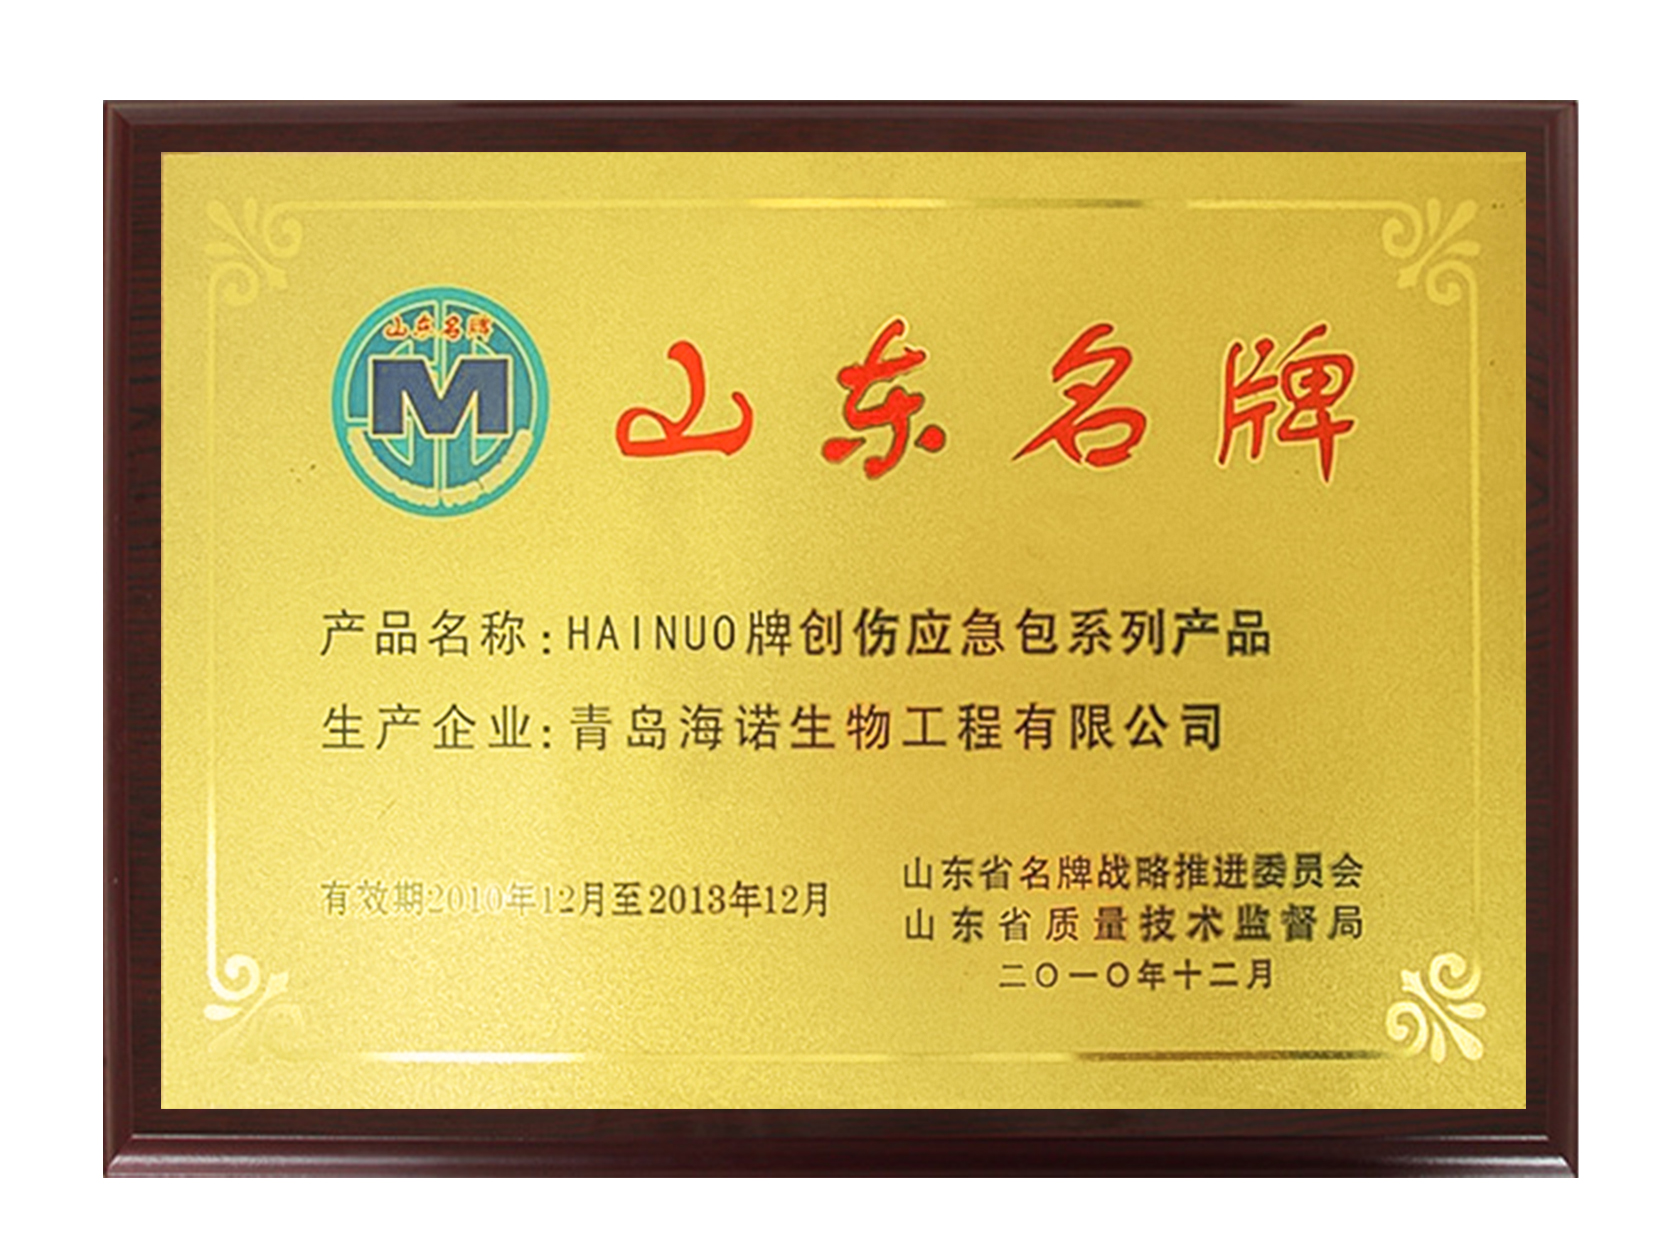 山东名牌
山东名牌
M
产品名称：HAINUO牌创伤应急包系列产品
生产企业：青岛海诺生物工程有限公司
有效期2010年12月至2013年12月
山东省名牌战略推进委员会
山东省质量技术监督局
二〇一〇年十二月